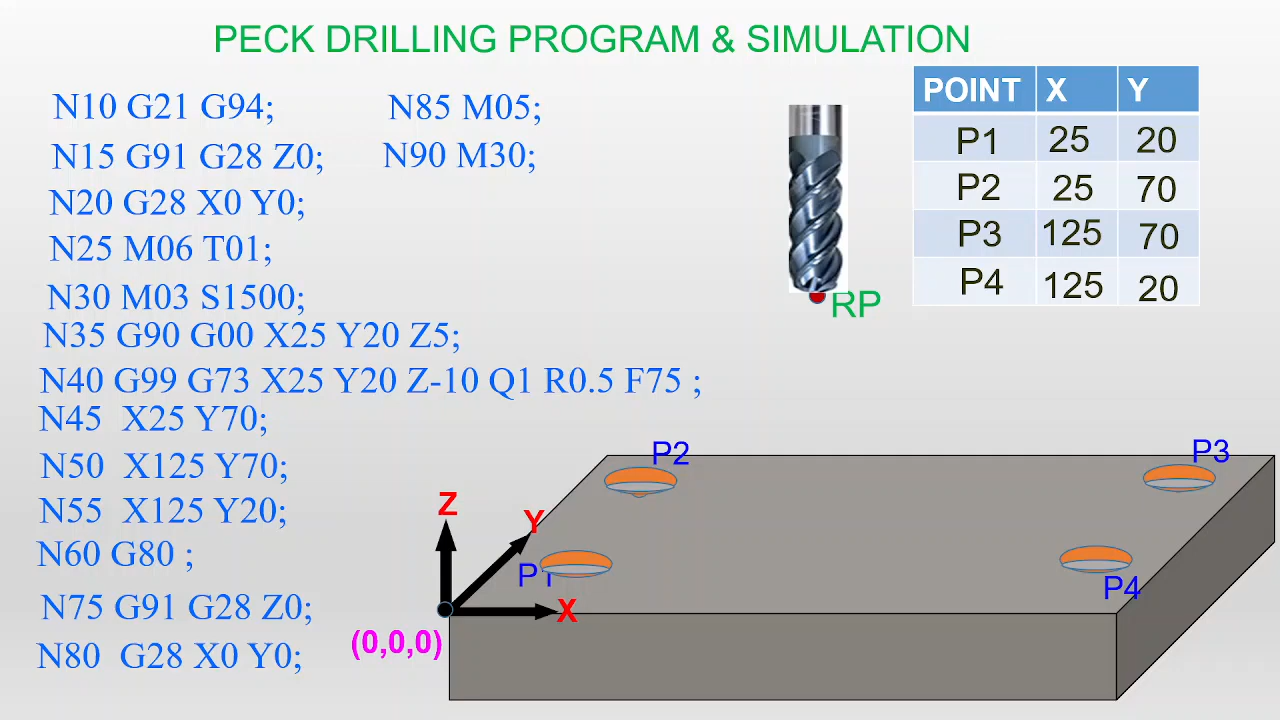 PECK DRILLING PROGRAM & SIMULATION
N10 G21 G94;
N15 G91 G28 Z0;
N20 G28 X0 Y0;
N25 M06 T01;
N30 M03 S1500;
N35 G90 G00 X25 Y20 Z5;
N40 G99 G73 X25 Y20 Z-10 Q1 R0.5 F75 ;
N45 X25 Y70;
N50 X125 Y70;
N55 X125 Y20;
N60 G80 ;
N75 G91 G28 Z0;
N80 G28 X0 Y0;
N85 M05;
N90 M30;
RP
POINT X Y
P1 25 20
P2 25 70
P3 125 70
P4 125 20
P2
P3
Z
Y
P1
P4
X
(0,0,0)